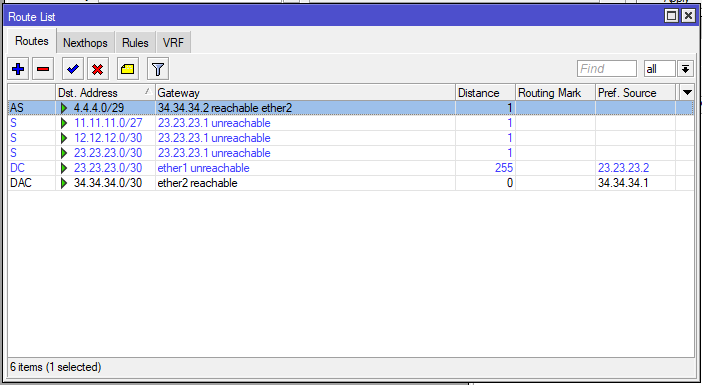 Apply
Route List
Routes Nexthops Rules VRF
Find all
Dst. Address Gateway Distance Routing Mark Pref. Source
AS 4.4.4.0/29 34.34.34.2 reachable ether2 1
S 11.11.11.0/27 23.23.23.1 unreachable 1
S 12.12.12.0/30 23.23.23.1 unreachable 1
S 23.23.23.0/30 23.23.23.1 unreachable 1
DC 23.23.23.0/30 ether1 unreachable 255 23.23.23.2
DAC 34.34.34.0/30 ether2 reachable 0 34.34.34.1
6 items (1 selected)